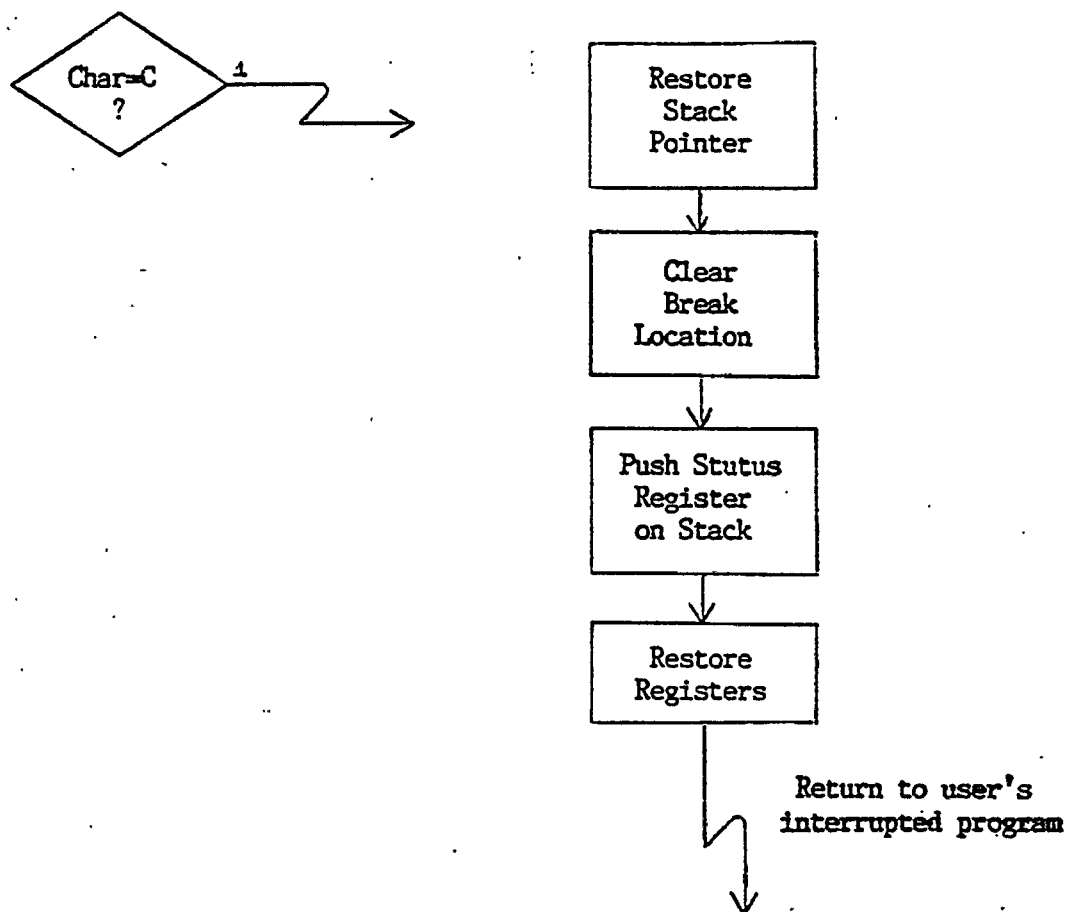 Char=C
?
1
Restore
Stack
Pointer
Clear
Break
Location
Push Stutus
Register
on Stack
Restore
Registers
Return to user's
interrupted program